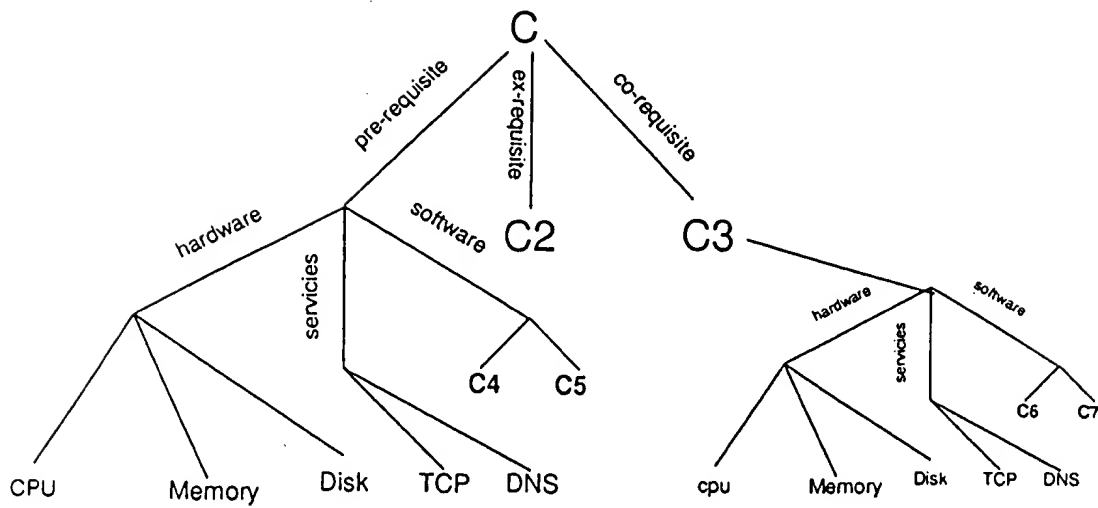 C
pre-requisite
ex-requisite
co-requisite
C2
C3
hardware
servicies
software
hardware
servicies
software
C4
C5
C6
C7
CPU
Memory
Disk
TCP
DNS
cpu
Memory
Disk
TCP
DNS